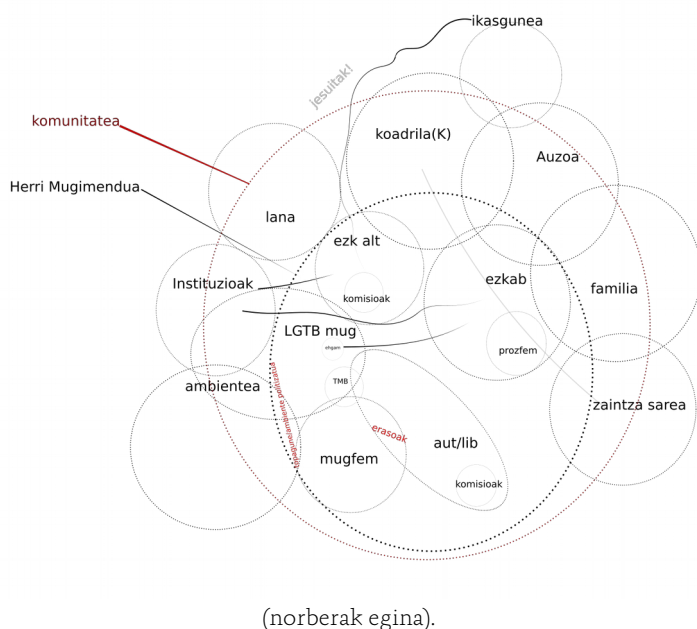 ikasgunea
jesuitak!
komunitatea
koadrila(K)
Auzoa
Herri Mugimendua
lana
ezk alt
Instituzioak
ezkab
familia
komisioak
LGTB mug
ehgam
prozfem
TMB
ambientea
zaintza sarea
erasoak
aut/lib
mugfem
komisioak
(norberak egina).